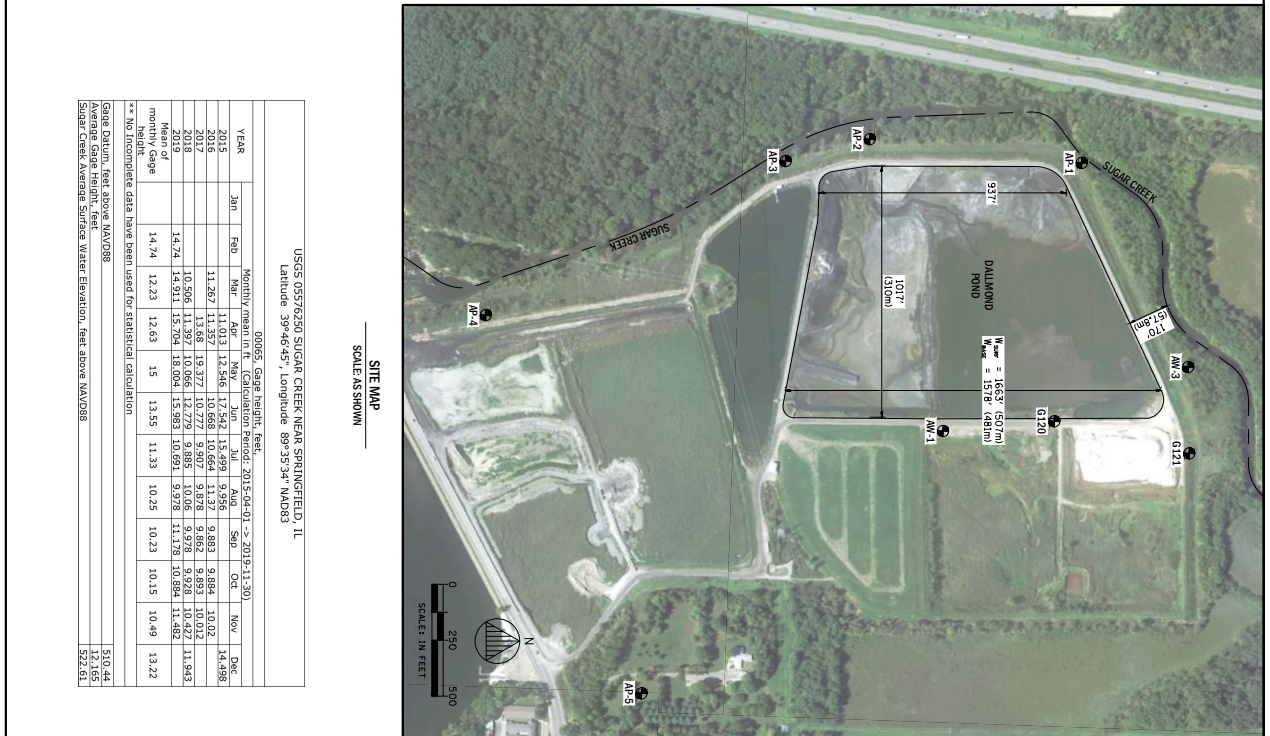 SUGAR CREEK
AP-1
AP-2
AP-3
AP-4
AP-5
AW-3
G121
G120
AW-1
SUGAR CREEK
937'
1017'
(310m)
170'
(57.8m)
DALLMOND
POND
W SURF = 1663' (507m)
W BASE = 1578' (481m)
N
0 250 500
SCALE: IN FEET
SITE MAP
SCALE: AS SHOWN
USGS 05576250 SUGAR CREEK NEAR SPRINGFIELD, IL
Latitude 39°46'45", Longitude 89°35'34" NAD83
00065, Gage height, feet,
Monthly mean in ft (Calculation Period: 2015-04-01 -> 2019-11-30)
YEAR Jan Feb Mar Apr May Jun Jul Aug Sep Oct Nov Dec
2015 11.013 12.546 17.542 15.499 9.956 14.498
2016 11.267 11.357 10.668 10.664 11.37 9.883 9.884 10.02
2017 13.68 19.377 10.777 9.907 9.878 9.862 9.893 10.012
2018 10.506 11.397 10.066 12.779 9.885 10.06 9.978 9.928 10.427 11.943
2019 14.74 14.911 15.704 18.004 15.983 10.691 9.978 11.178 10.884 11.482
Mean of
monthly Gage
height
14.74 12.23 12.63 15 13.55 11.33 10.25 10.23 10.15 10.49 13.22
** No Incomplete data have been used for statistical calculation
Gage Datum, feet above NAVD88 510.44
Average Gage Height, feet 12.165
Sugar Creek Average Surface Water Elevation, feet above NAVD88 522.61